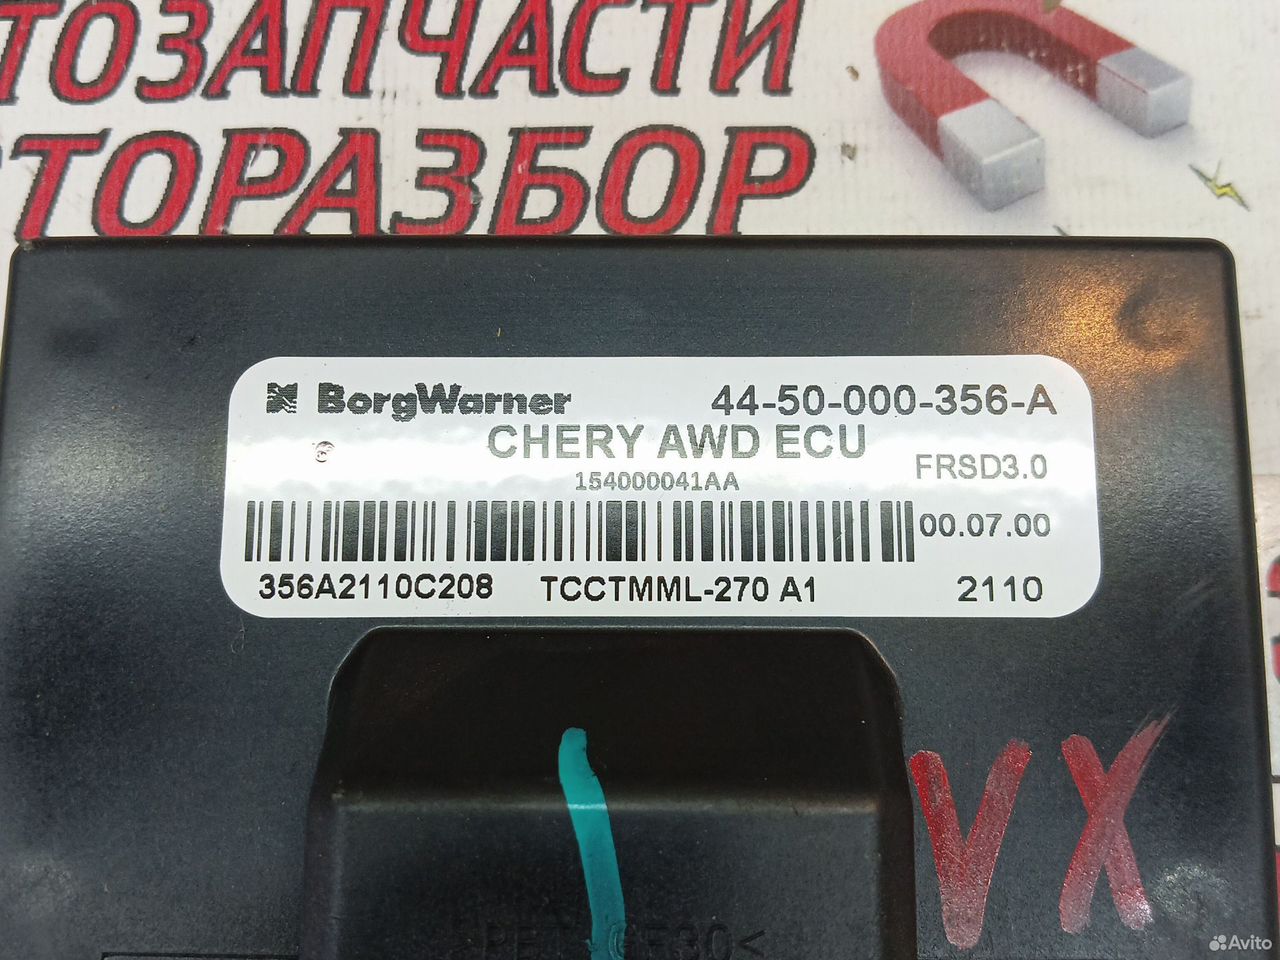 ТОЗАПЧАСТИ
ТОРАЗБОР
BorgWarner 44-50-000-356-A
CHERY AWD ECU
FRSD3.0
154000041AA
00.07.00
356A2110C208 TCCTMML-270 A1 2110
VX
Avito